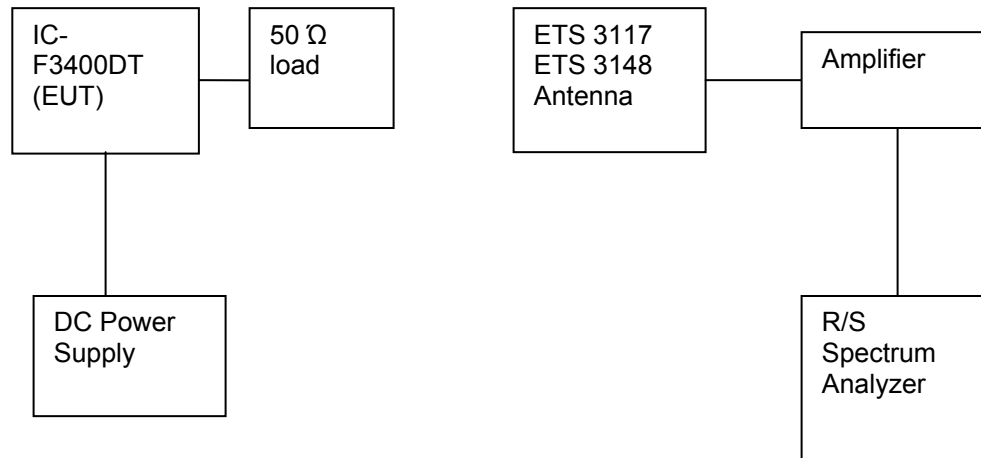 IC-
F3400DT
(EUT)
50 Ώ
load
ETS 3117
ETS 3148
Antenna
Amplifier
DC Power
Supply
R/S
Spectrum
Analyzer